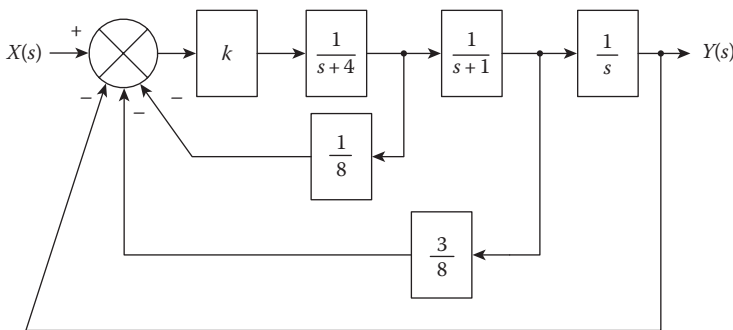 X(s) + k 1/(s+4) 1/(s+1) 1/s Y(s)
− − −
1/8
3/8